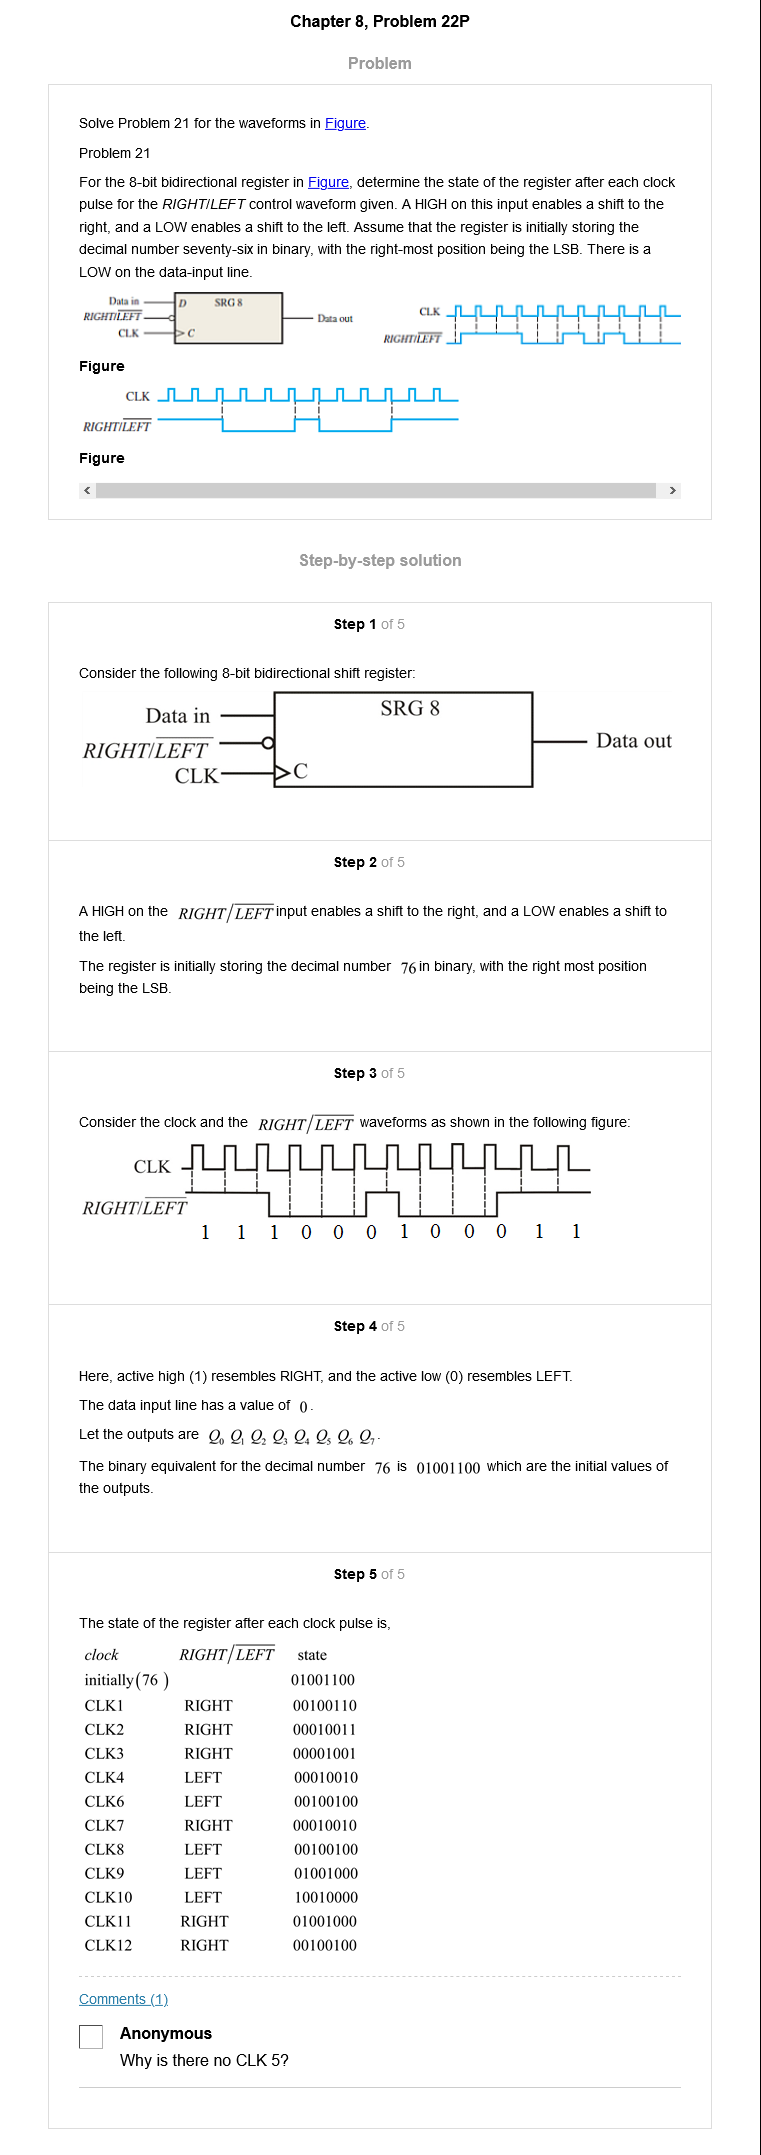 Chapter 8, Problem 22P
Problem
Solve Problem 21 for the waveforms in Figure.
Problem 21
For the 8-bit bidirectional register in Figure, determine the state of the register after each clock
pulse for the RIGHT/LEFT control waveform given. A HIGH on this input enables a shift to the
right, and a LOW enables a shift to the left. Assume that the register is initially storing the
decimal number seventy-six in binary, with the right-most position being the LSB. There is a
LOW on the data-input line.
Data in
D
SRG 8
RIGHT/LEFT
CLK
C
Data out
CLK
RIGHT/LEFT
Figure
CLK
RIGHT/LEFT
Figure
Step-by-step solution
Step 1 of 5
Consider the following 8-bit bidirectional shift register:
Data in
SRG 8
RIGHT/LEFT
CLK
C
Data out
Step 2 of 5
A HIGH on the RIGHT/LEFT input enables a shift to the right, and a LOW enables a shift to
the left.
The register is initially storing the decimal number 76 in binary, with the right most position
being the LSB.
Step 3 of 5
Consider the clock and the RIGHT/LEFT waveforms as shown in the following figure:
CLK
RIGHT/LEFT
1 1 1 0 0 0 1 0 0 0 1 1
Step 4 of 5
Here, active high (1) resembles RIGHT, and the active low (0) resembles LEFT.
The data input line has a value of 0.
Let the outputs are Q₀ Q₁ Q₂ Q₃ Q₄ Q₅ Q₆ Q₇.
The binary equivalent for the decimal number 76 is 01001100 which are the initial values of
the outputs.
Step 5 of 5
The state of the register after each clock pulse is,
clock RIGHT/LEFT state
initially(76 ) 01001100
CLK1 RIGHT 00100110
CLK2 RIGHT 00010011
CLK3 RIGHT 00001001
CLK4 LEFT 00010010
CLK6 LEFT 00100100
CLK7 RIGHT 00010010
CLK8 LEFT 00100100
CLK9 LEFT 01001000
CLK10 LEFT 10010000
CLK11 RIGHT 01001000
CLK12 RIGHT 00100100
Comments (1)
Anonymous
Why is there no CLK 5?